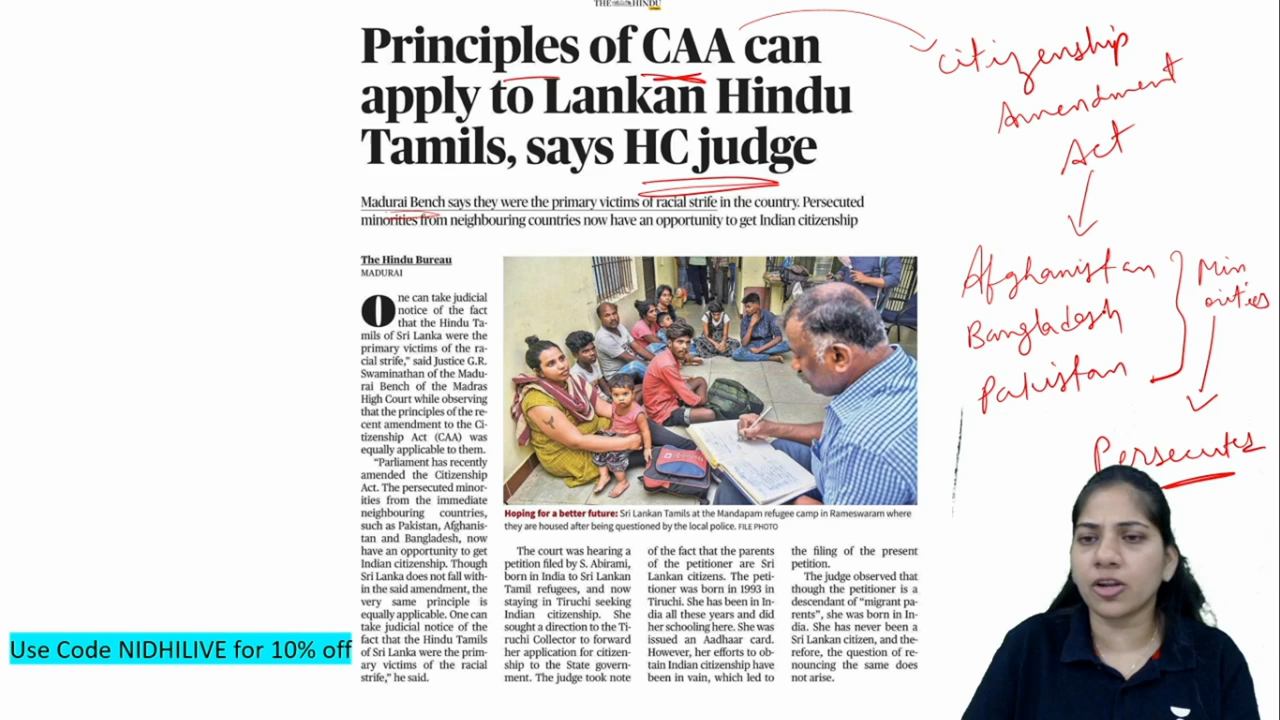 THE HINDU
Principles of CAA can
apply to Lankan Hindu
Tamils, says HC judge
Madurai Bench says they were the primary victims of racial strife in the country. Persecuted
minorities from neighbouring countries now have an opportunity to get Indian citizenship
The Hindu Bureau
MADURAI
One can take judicial
notice of the fact
that the Hindu Ta-
mils of Sri Lanka were the
primary victims of the ra-
cial strife,” said Justice G.R.
Swaminathan of the Madu-
rai Bench of the Madras
High Court while observing
that the principles of the re-
cent amendment to the Ci-
tizenship Act (CAA) was
equally applicable to them.
“Parliament has recently
amended the Citizenship
Act. The persecuted minor-
ities from the immediate
neighbouring countries,
such as Pakistan, Afghanis-
tan and Bangladesh, now
have an opportunity to get
Indian citizenship. Though
Sri Lanka does not fall with-
in the said amendment, the
very same principle is
equally applicable. One can
take judicial notice of the
fact that the Hindu Tamils
of Sri Lanka were the prim-
ary victims of the racial
strife,” he said.
Hoping for a better future: Sri Lankan Tamils at the Mandapam refugee camp in Rameswaram where
they are housed after being questioned by the local police. FILE PHOTO
The court was hearing a
petition filed by S. Abirami,
born in India to Sri Lankan
Tamil refugees, and now
staying in Tiruchi seeking
Indian citizenship. She
sought a direction to the Ti-
ruchi Collector to forward
her application for citizen-
ship to the State govern-
ment. The judge took note
of the fact that the parents
of the petitioner are Sri
Lankan citizens. The peti-
tioner was born in 1993 in
Tiruchi. She has been in In-
dia all these years and did
her schooling here. She was
issued an Aadhaar card.
However, her efforts to ob-
tain Indian citizenship have
been in vain, which led to
the filing of the present
petition.
The judge observed that
though the petitioner is a
descendant of “migrant pa-
rents”, she was born in In-
dia. She has never been a
Sri Lankan citizen, and the-
refore, the question of re-
nouncing the same does
not arise.
Citizenship
Amendment
Act
Afghanistan
Bangladesh
Pakistan
Min
orities
Persecutes
Use Code NIDHILIVE for 10% off